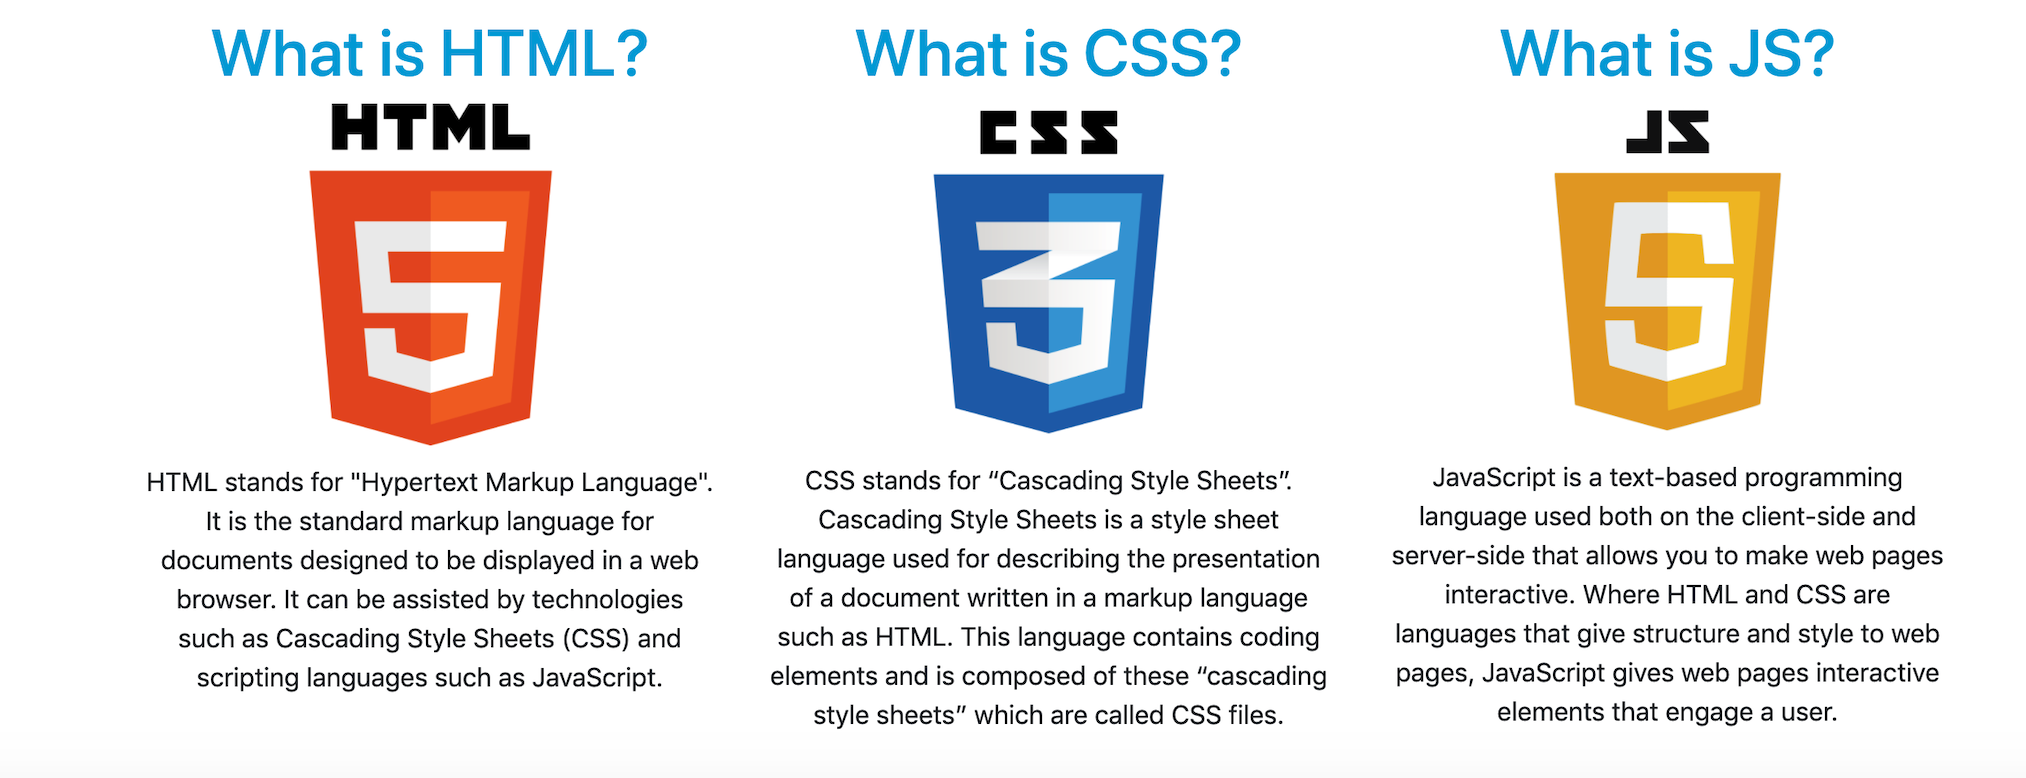 What is HTML?
HTML
5
HTML stands for "Hypertext Markup Language".
It is the standard markup language for
documents designed to be displayed in a web
browser. It can be assisted by technologies
such as Cascading Style Sheets (CSS) and
scripting languages such as JavaScript.
What is CSS?
CSS
3
CSS stands for “Cascading Style Sheets”.
Cascading Style Sheets is a style sheet
language used for describing the presentation
of a document written in a markup language
such as HTML. This language contains coding
elements and is composed of these “cascading
style sheets” which are called CSS files.
What is JS?
JS
5
JavaScript is a text-based programming
language used both on the client-side and
server-side that allows you to make web pages
interactive. Where HTML and CSS are
languages that give structure and style to web
pages, JavaScript gives web pages interactive
elements that engage a user.